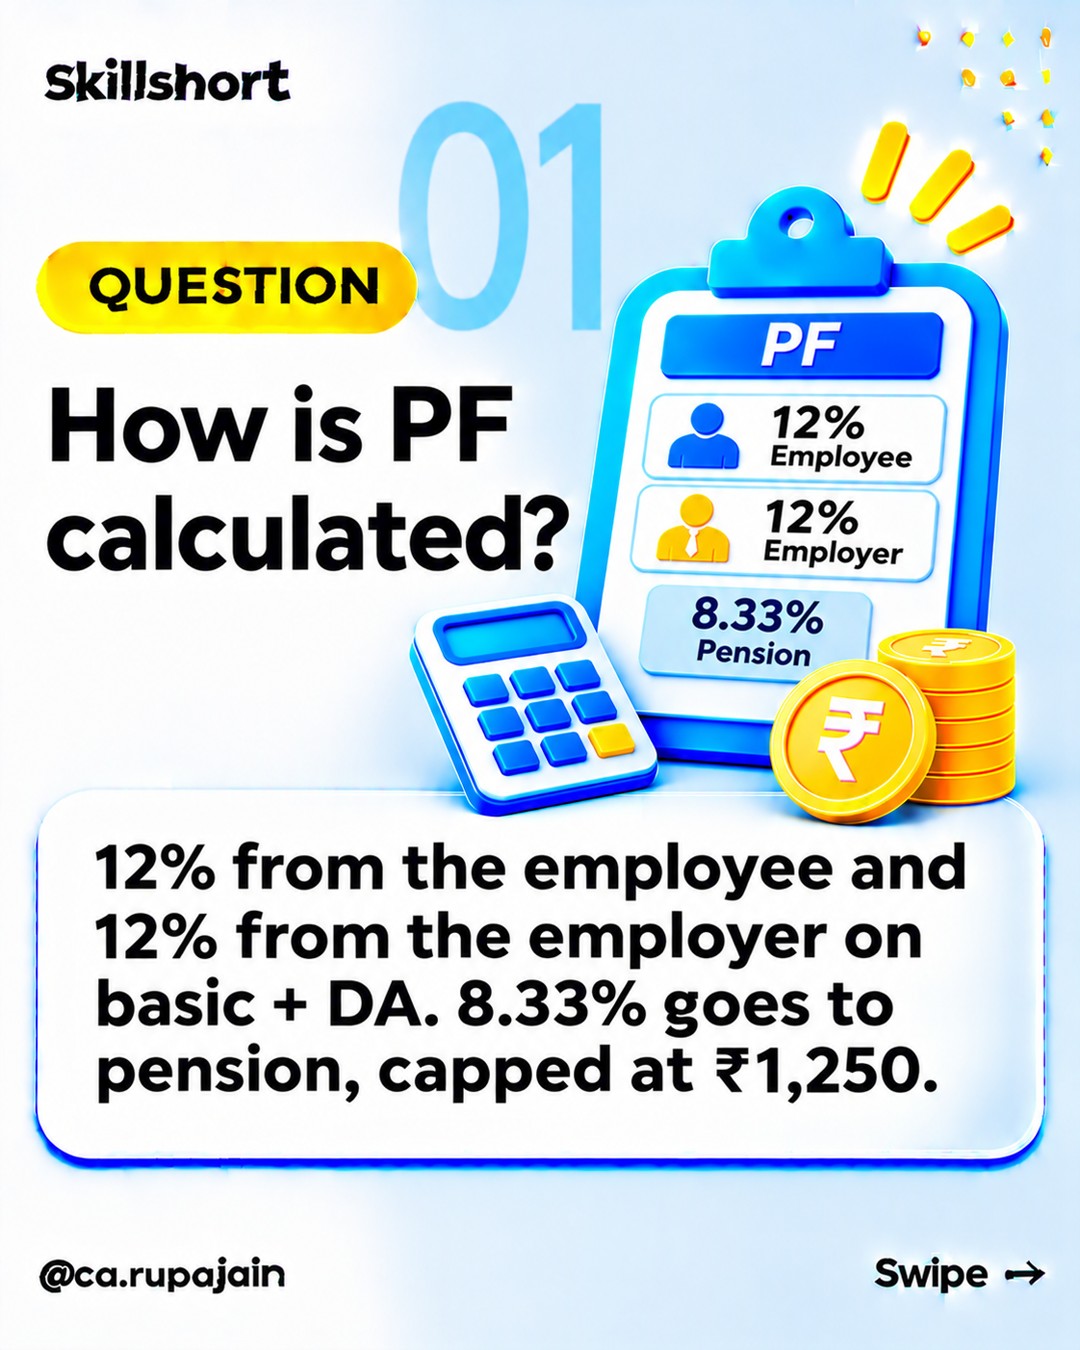 Skillshort
01
QUESTION
How is PF
calculated?
PF
12%
Employee
12%
Employer
8.33%
Pension
₹
₹
12% from the employee and
12% from the employer on
basic + DA. 8.33% goes to
pension, capped at ₹1,250.
@ca.rupajain
Swipe →